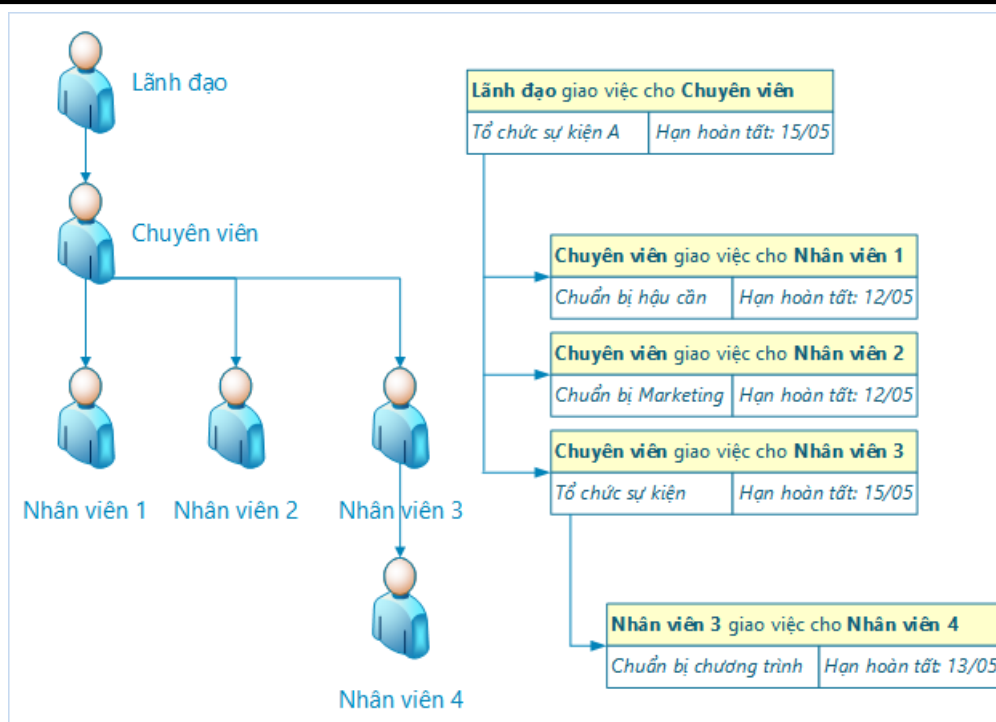 Lãnh đạo
Chuyên viên
Nhân viên 1
Nhân viên 2
Nhân viên 3
Nhân viên 4
Lãnh đạo giao việc cho Chuyên viên
Tổ chức sự kiện A
Hạn hoàn tất: 15/05
Chuyên viên giao việc cho Nhân viên 1
Chuẩn bị hậu cần
Hạn hoàn tất: 12/05
Chuyên viên giao việc cho Nhân viên 2
Chuẩn bị Marketing
Hạn hoàn tất: 12/05
Chuyên viên giao việc cho Nhân viên 3
Tổ chức sự kiện
Hạn hoàn tất: 15/05
Nhân viên 3 giao việc cho Nhân viên 4
Chuẩn bị chương trình
Hạn hoàn tất: 13/05